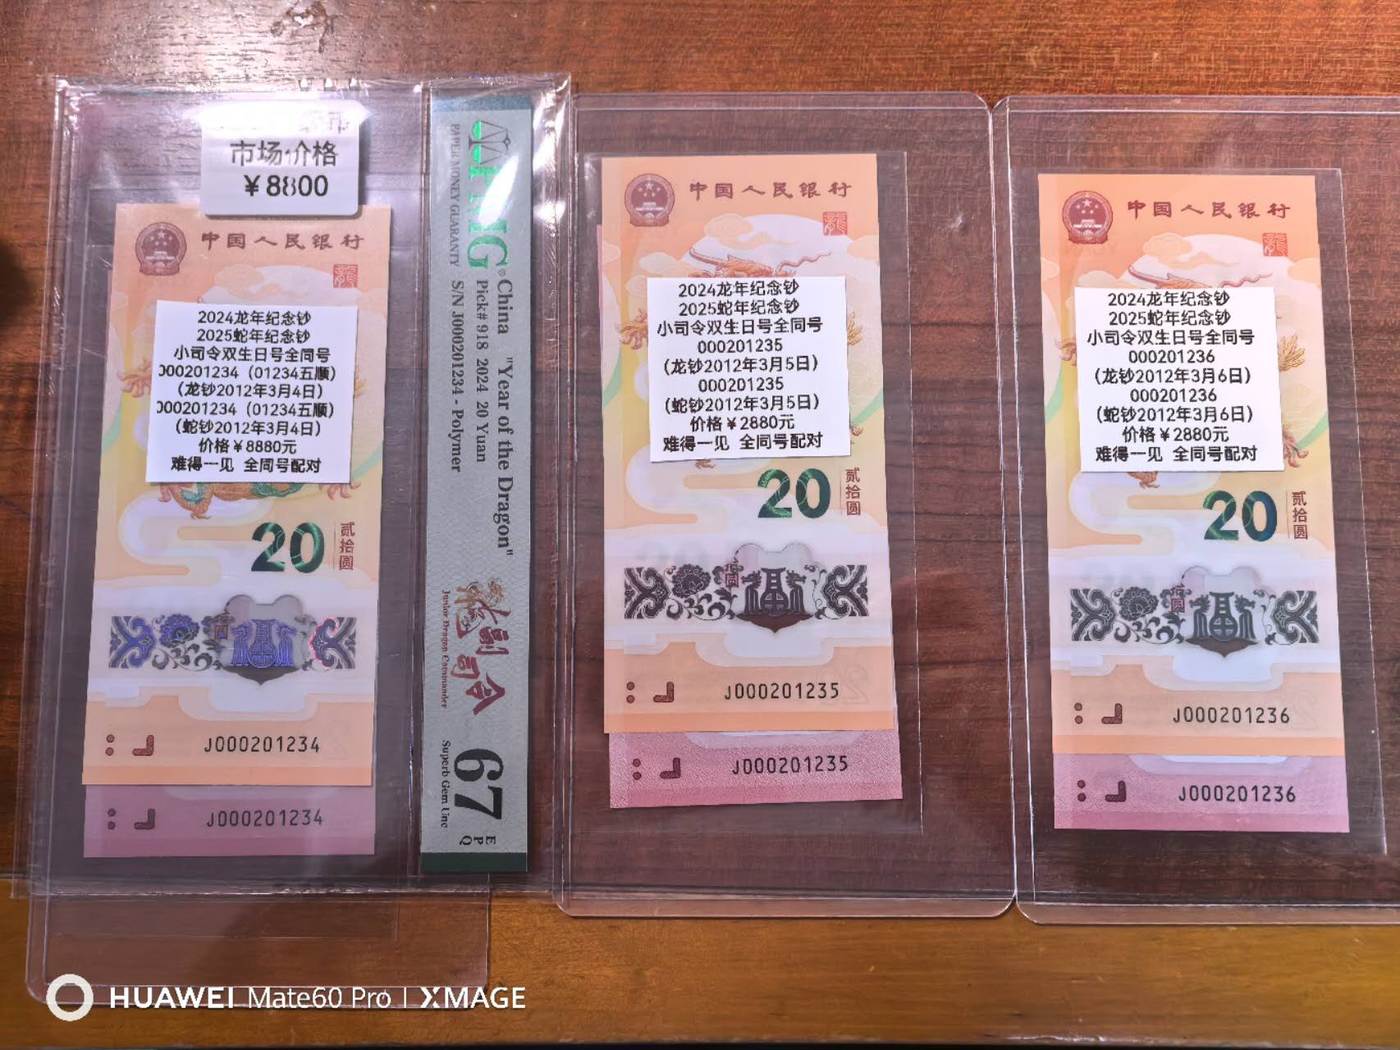 市场价格
￥8800
中国人民银行
2024龙年纪念钞
2025蛇年纪念钞
小司令双生日号全同号
000201234（01234五顺）
（龙钞2012年3月4日）
000201234（01234五顺）
（蛇钞2012年3月4日）
价格￥8880元
难得一见 全同号配对
20
贰拾圆
J000201234
J000201234
PMG
PAPER MONEY GUARANTY
China "Year of the Dragon"
Pick# 918 2024 20 Yuan
S/N J000201234 - Polymer
龙副司令
Junior Dragon Commander
67
EPQ
Superb Gem Unc
中国人民银行
2024龙年纪念钞
2025蛇年纪念钞
小司令双生日号全同号
000201235
（龙钞2012年3月5日）
000201235
（蛇钞2012年3月5日）
价格￥2880元
难得一见 全同号配对
20
贰拾圆
J000201235
J000201235
中国人民银行
2024龙年纪念钞
2025蛇年纪念钞
小司令双生日号全同号
000201236
（龙钞2012年3月6日）
000201236
（蛇钞2012年3月6日）
价格￥2880元
难得一见 全同号配对
20
贰拾圆
J000201236
J000201236
HUAWEI Mate60 Pro | XMAGE